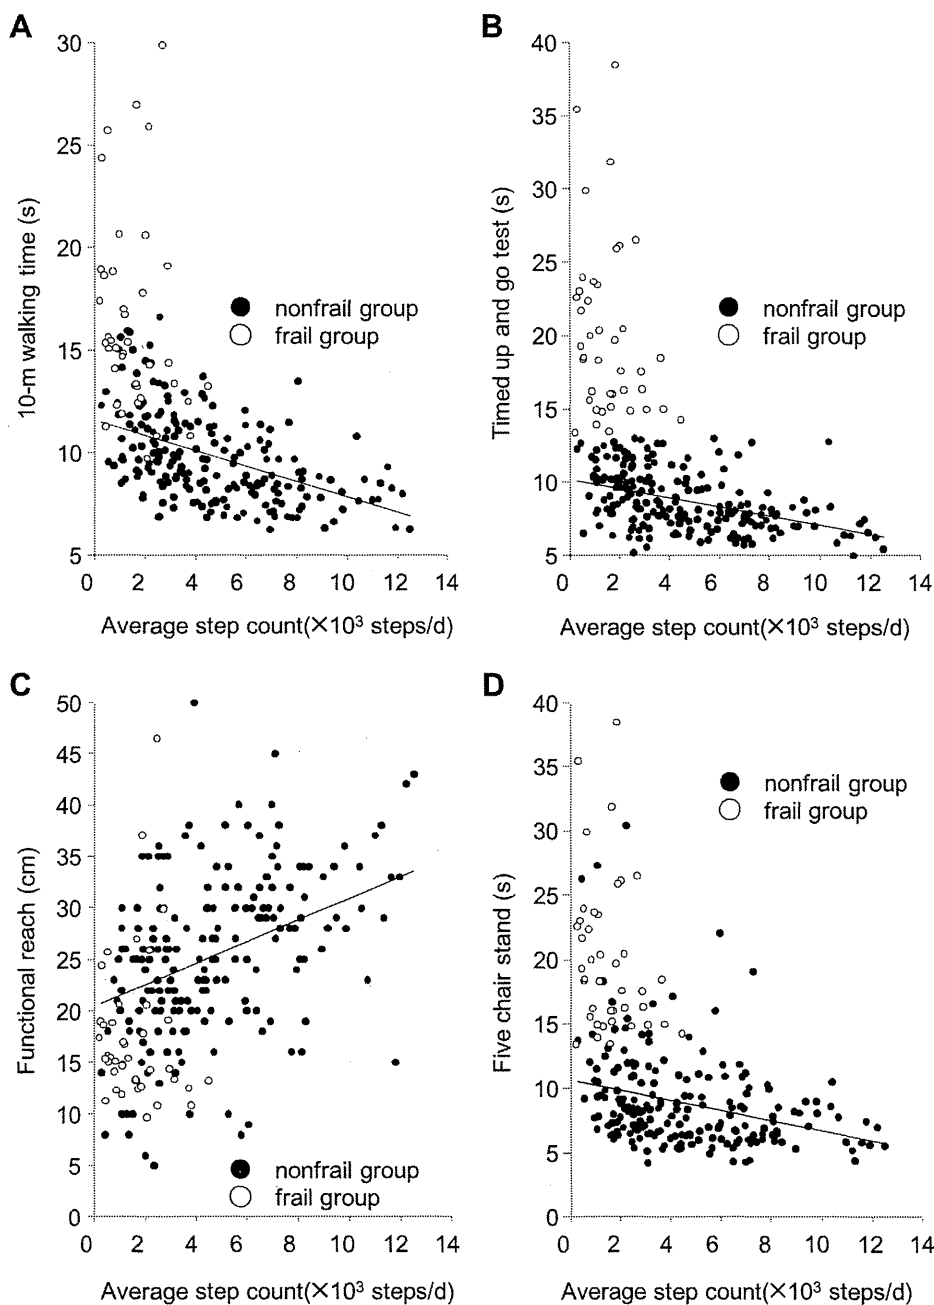 A
30
25
20
15
10
5
10-m walking time (s)
nonfrail group
frail group
0 2 4 6 8 10 12 14
Average step count(×10³ steps/d)
B
40
35
30
25
20
15
10
5
Timed up and go test (s)
nonfrail group
frail group
0 2 4 6 8 10 12 14
Average step count(×10³ steps/d)
C
50
45
40
35
30
25
20
15
10
5
0
Functional reach (cm)
nonfrail group
frail group
0 2 4 6 8 10 12 14
Average step count(×10³ steps/d)
D
40
35
30
25
20
15
10
5
0
Five chair stand (s)
nonfrail group
frail group
0 2 4 6 8 10 12 14
Average step count(×10³ steps/d)